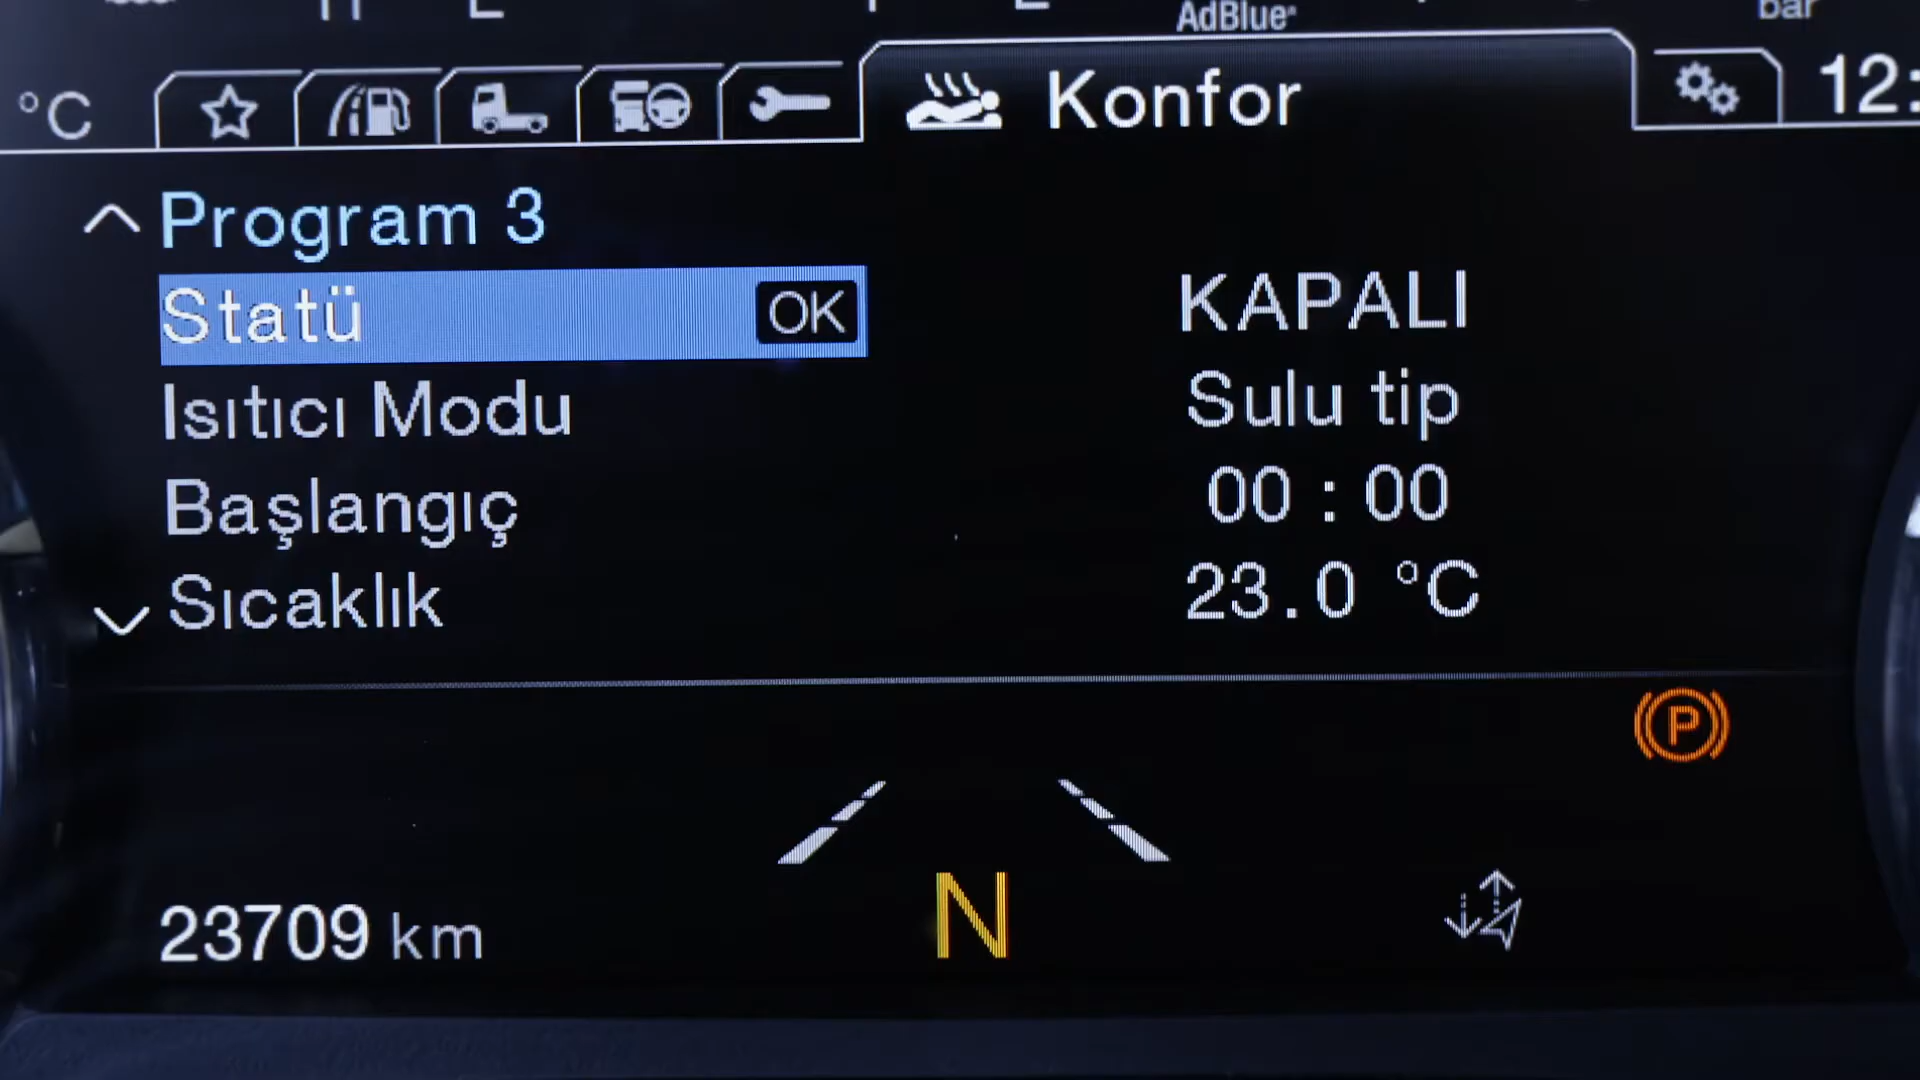 AdBlue®
bar
°C
Konfor
12:
Program 3
Statü OK KAPALI
Isıtıcı Modu Sulu tip
Başlangıç 00 : 00
Sıcaklık 23.0 °C
P
23709 km
N